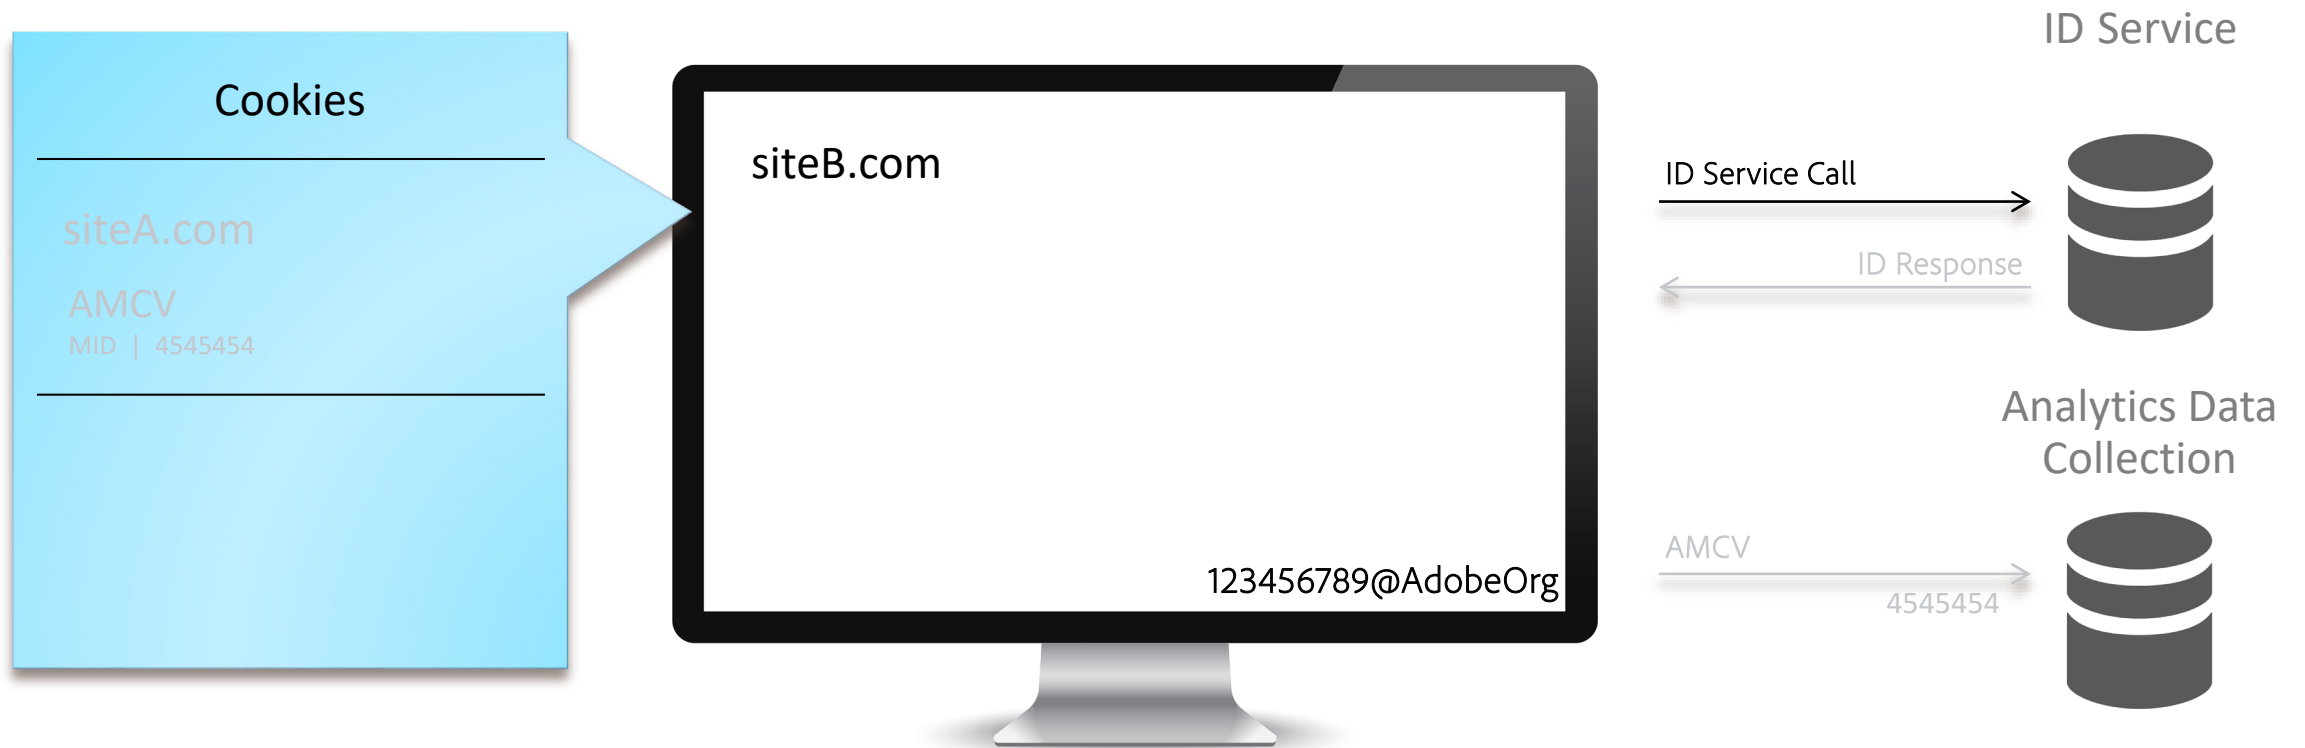 Cookies
siteA.com
AMCV
MID | 4545454
siteB.com
123456789@AdobeOrg
ID Service
ID Service Call
ID Response
Analytics Data
Collection
AMCV
4545454